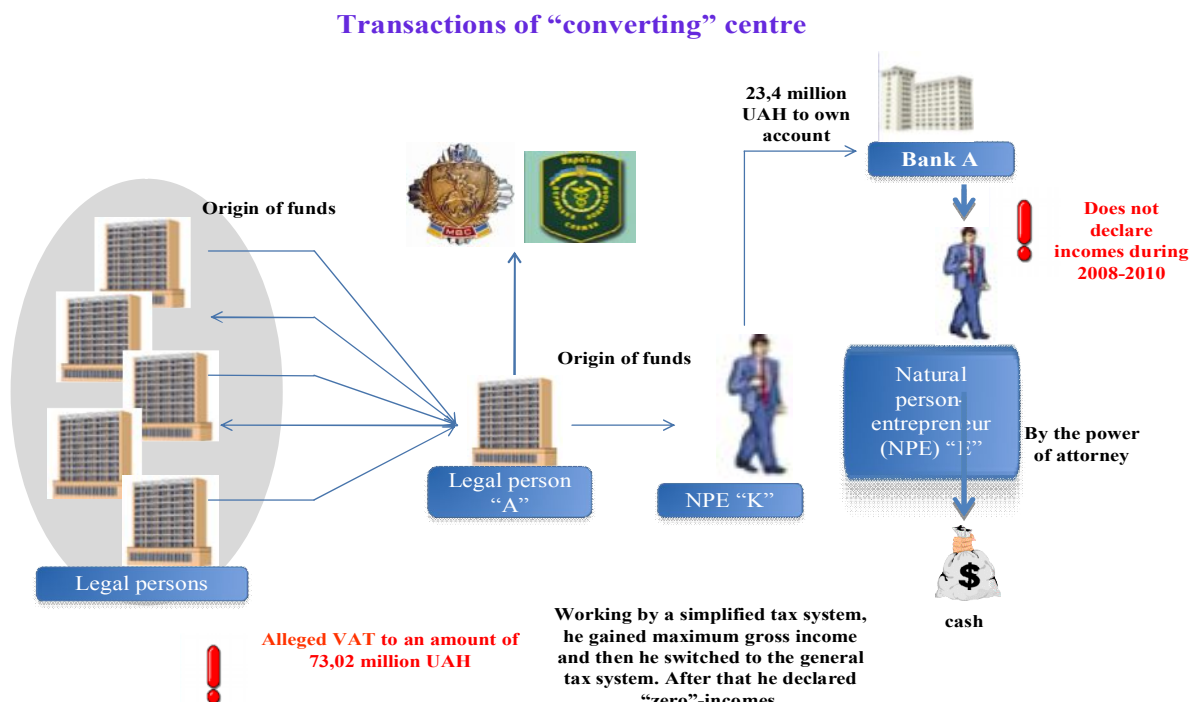 Transactions of “converting” centre
23,4 million
UAH to own
account
Bank A
Does not
declare
incomes during
2008-2010
Origin of funds
Україна
МВС
Origin of funds
Natural
person-
entrepreneur
(NPE) “E”
By the power
of attorney
Legal person
“A”
NPE “K”
Legal persons
$
cash
Alleged VAT to an amount of
73,02 million UAH
Working by a simplified tax system,
he gained maximum gross income
and then he switched to the general
tax system. After that he declared
“zero”-incomes